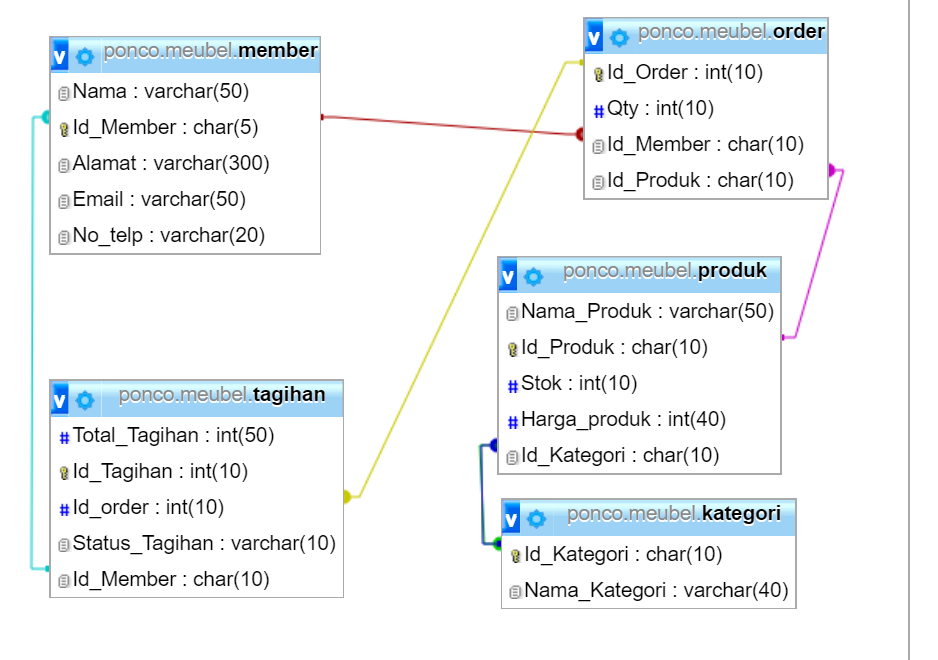 ponco.meubel.member
Nama : varchar(50)
Id_Member : char(5)
Alamat : varchar(300)
Email : varchar(50)
No_telp : varchar(20)
ponco.meubel.order
Id_Order : int(10)
Qty : int(10)
Id_Member : char(10)
Id_Produk : char(10)
ponco.meubel.produk
Nama_Produk : varchar(50)
Id_Produk : char(10)
Stok : int(10)
Harga_produk : int(40)
Id_Kategori : char(10)
ponco.meubel.tagihan
Total_Tagihan : int(50)
Id_Tagihan : int(10)
Id_order : int(10)
Status_Tagihan : varchar(10)
Id_Member : char(10)
ponco.meubel.kategori
Id_Kategori : char(10)
Nama_Kategori : varchar(40)